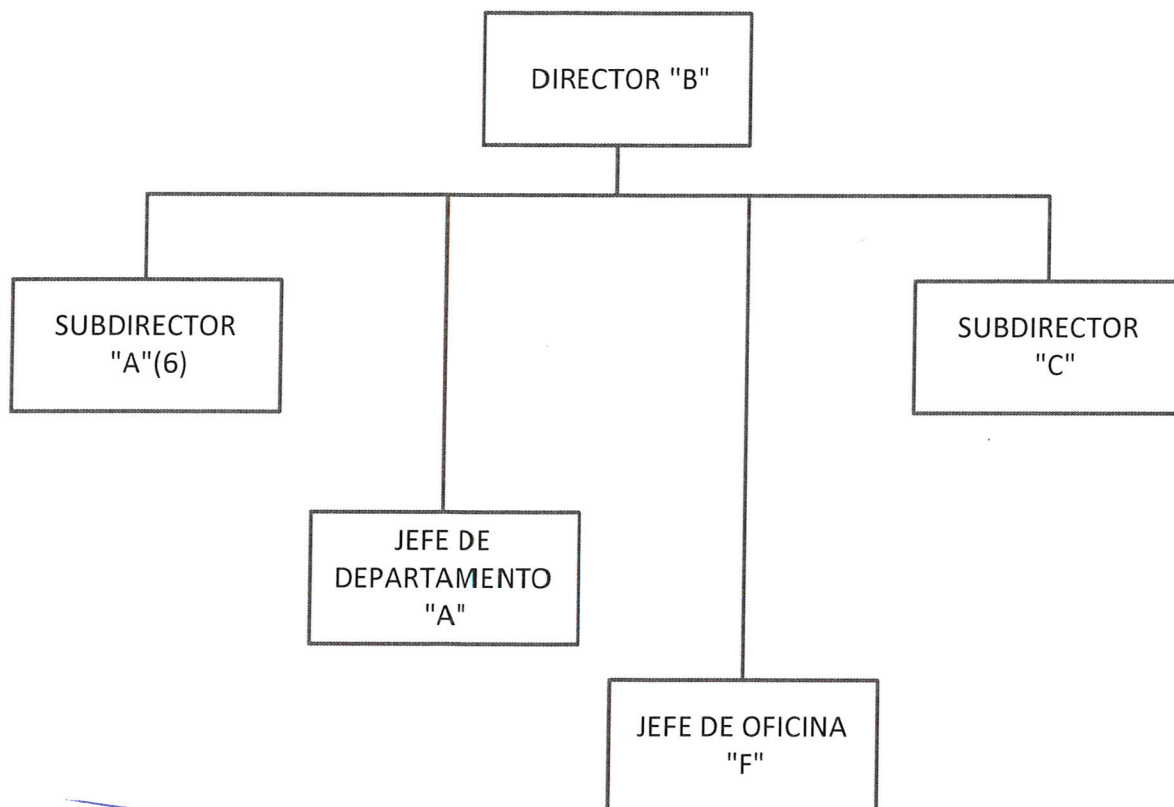 DIRECTOR "B"
SUBDIRECTOR
"A"(6)
SUBDIRECTOR
"C"
JEFE DE
DEPARTAMENTO
"A"
JEFE DE OFICINA
"F"